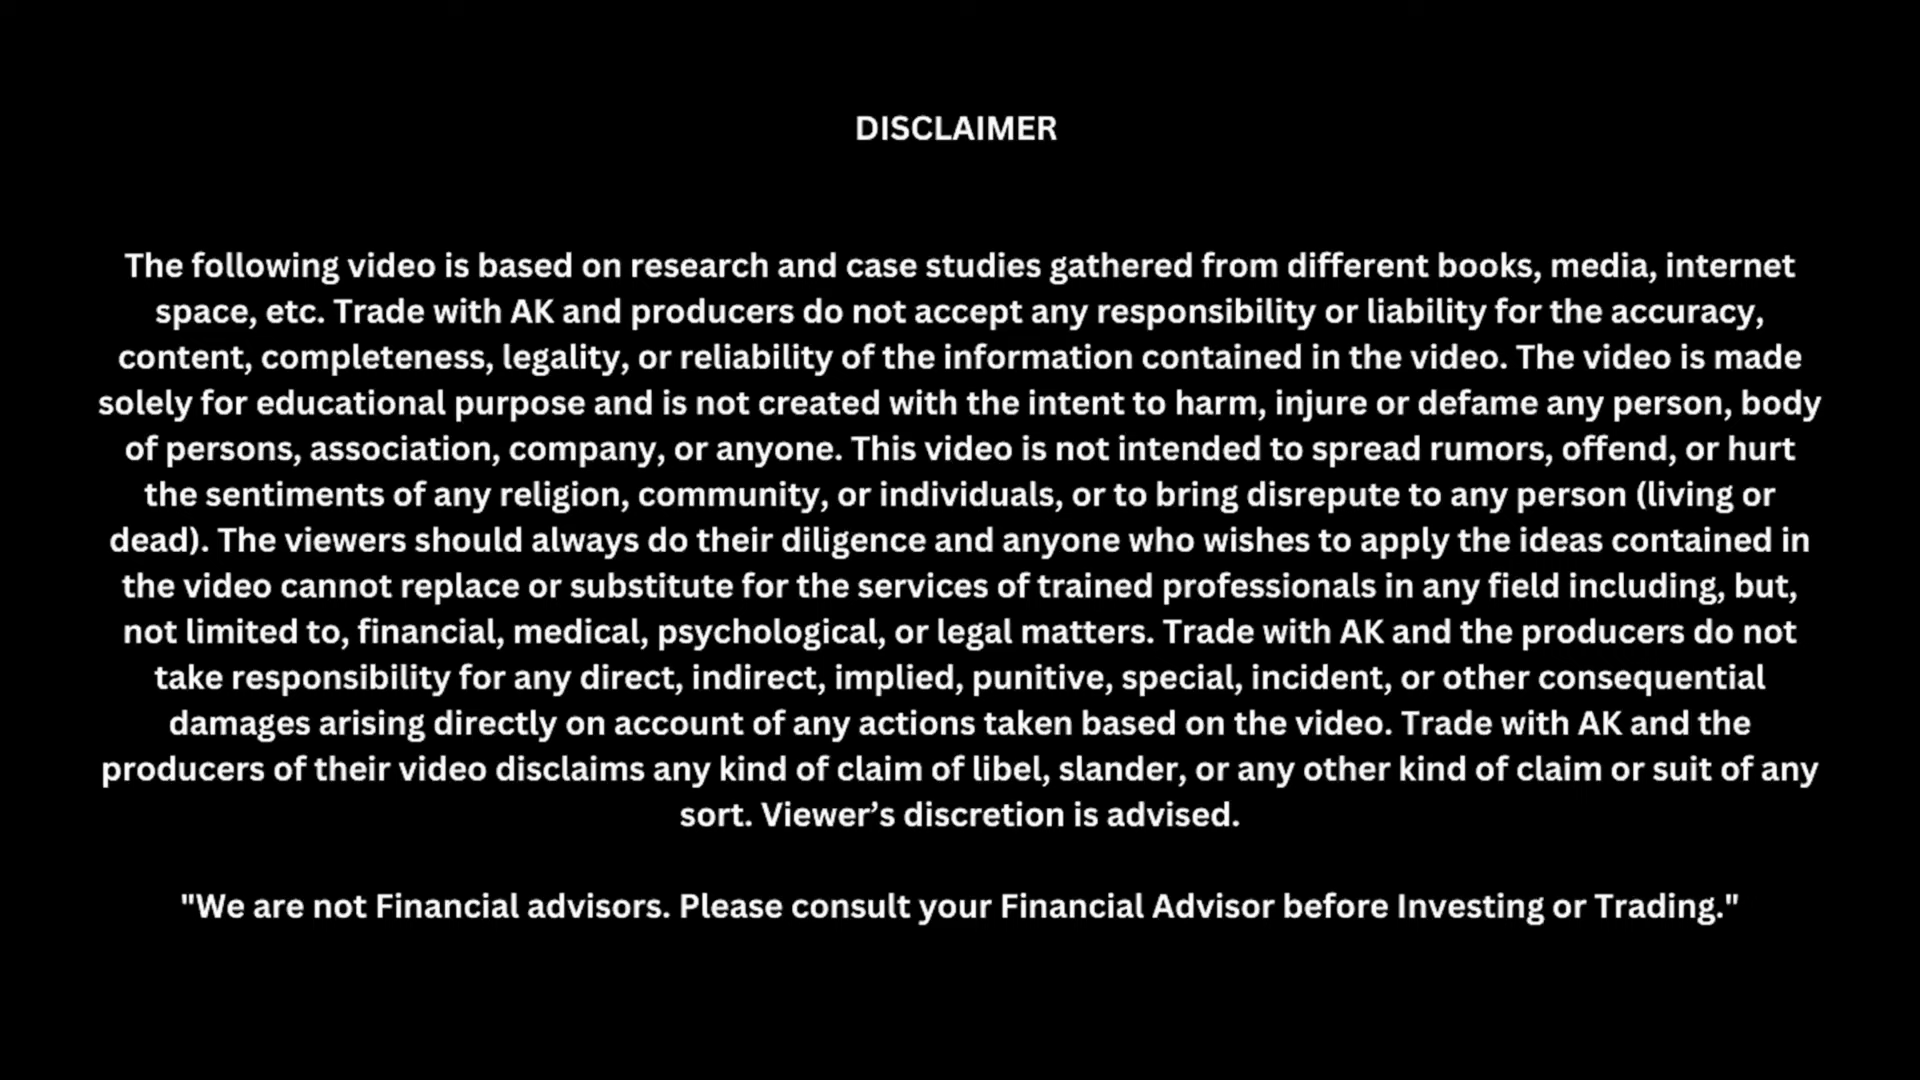 DISCLAIMER
The following video is based on research and case studies gathered from different books, media, internet
space, etc. Trade with AK and producers do not accept any responsibility or liability for the accuracy,
content, completeness, legality, or reliability of the information contained in the video. The video is made
solely for educational purpose and is not created with the intent to harm, injure or defame any person, body
of persons, association, company, or anyone. This video is not intended to spread rumors, offend, or hurt
the sentiments of any religion, community, or individuals, or to bring disrepute to any person (living or
dead). The viewers should always do their diligence and anyone who wishes to apply the ideas contained in
the video cannot replace or substitute for the services of trained professionals in any field including, but,
not limited to, financial, medical, psychological, or legal matters. Trade with AK and the producers do not
take responsibility for any direct, indirect, implied, punitive, special, incident, or other consequential
damages arising directly on account of any actions taken based on the video. Trade with AK and the
producers of their video disclaims any kind of claim of libel, slander, or any other kind of claim or suit of any
sort. Viewer’s discretion is advised.
"We are not Financial advisors. Please consult your Financial Advisor before Investing or Trading."